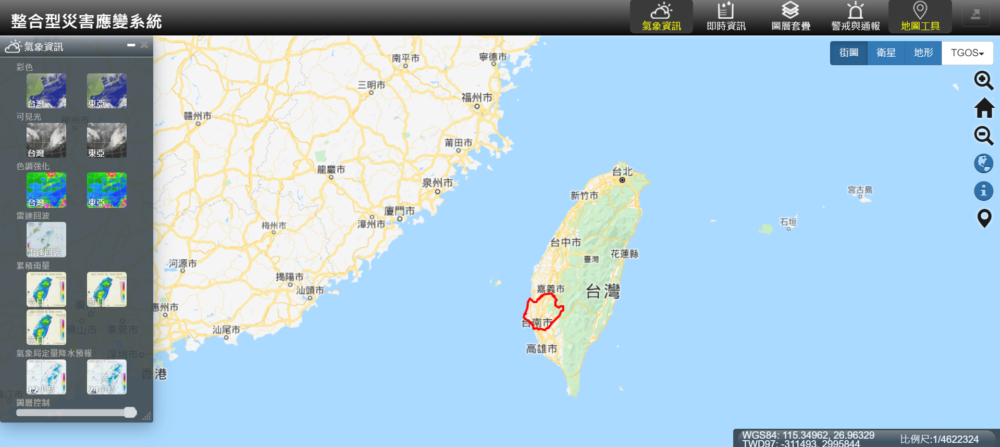 整合型災害應變系統
氣象資訊
即時資訊
圖層套疊
警戒與通報
地圖工具
氣象資訊
彩色
台灣
東亞
可見光
台灣
東亞
色調強化
台灣
東亞
雷達回波
雷達回波
累積雨量
今日
昨日
前日
氣象局定量降水預報
12小時
24小時
圖層控制
街圖
衛星
地形
TGOS
南平市
寧德市
三明市
福州市
郴州市
贛州市
莆田市
龍巖市
泉州市
台北
新竹市
宮古島
廈門市
漳州市
梅州市
石垣
台中市
花蓮縣
臺灣
河源市
揭陽市
汕頭市
嘉義市
台灣
惠州市
台南市
佛山市
東莞市
汕尾市
高雄市
深圳市
香港
WGS84: 115.34962, 26.96329
TWD97: -311493, 2995844
比例尺:1/4622324